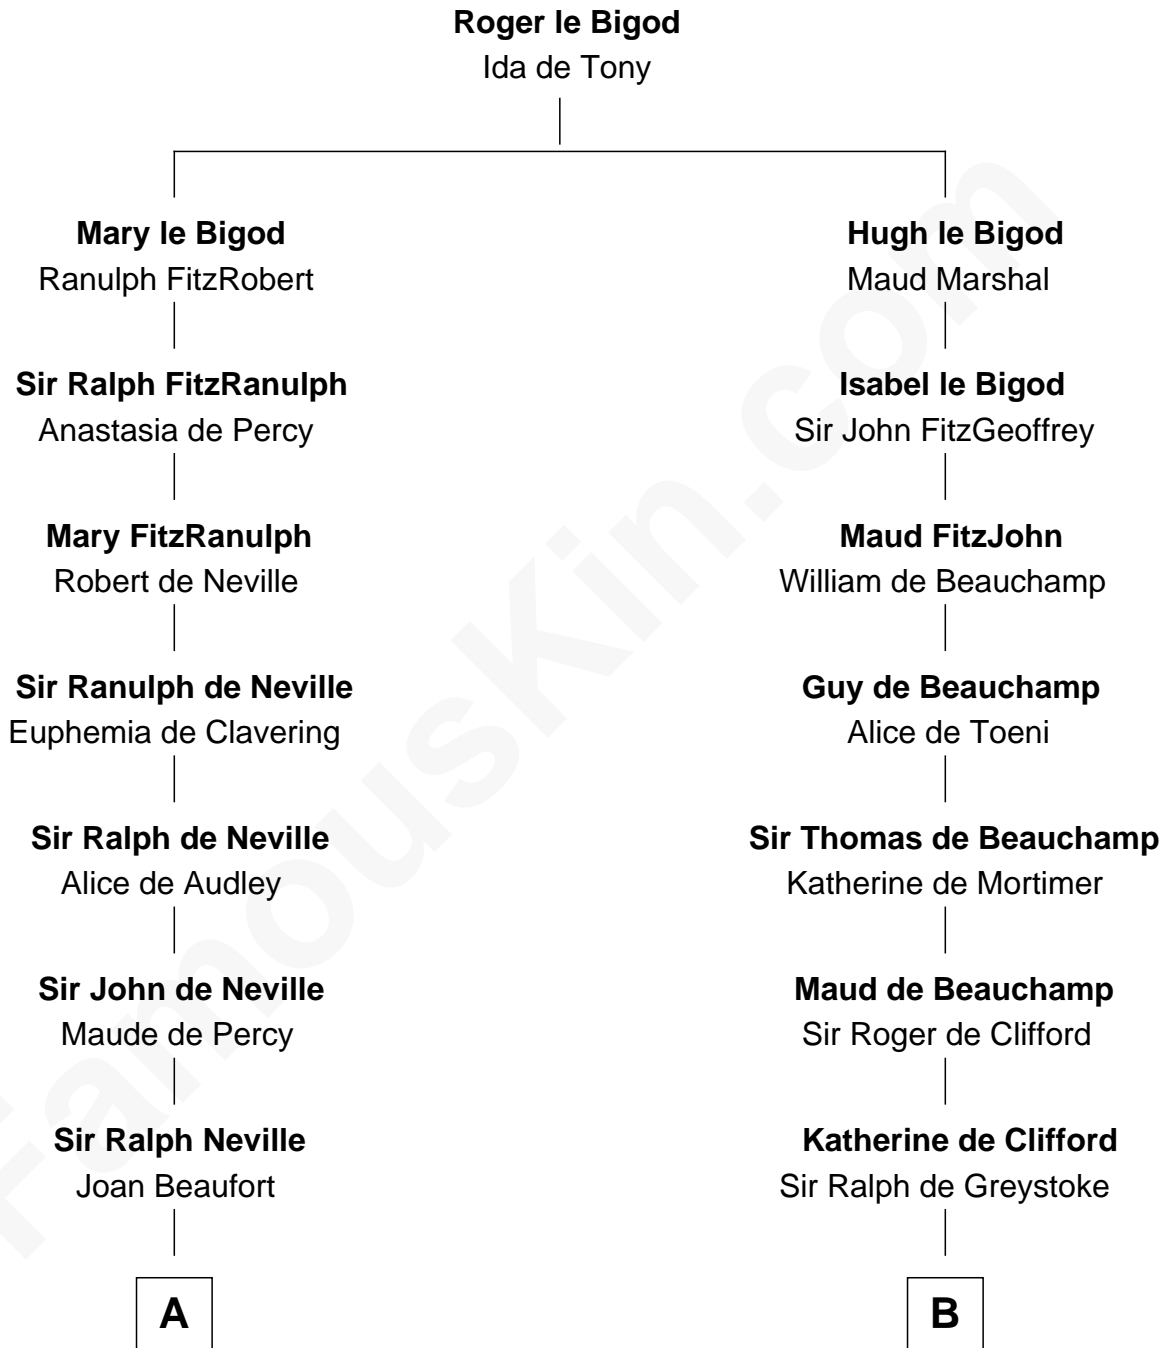 Roger le Bigod
Ida de Tony
Mary le Bigod
Ranulph FitzRobert
Sir Ralph FitzRanulph
Anastasia de Percy
Mary FitzRanulph
Robert de Neville
Sir Ranulph de Neville
Euphemia de Clavering
Sir Ralph de Neville
Alice de Audley
Sir John de Neville
Maude de Percy
Sir Ralph Neville
Joan Beaufort
A
Hugh le Bigod
Maud Marshal
Isabel le Bigod
Sir John FitzGeoffrey
Maud FitzJohn
William de Beauchamp
Guy de Beauchamp
Alice de Toeni
Sir Thomas de Beauchamp
Katherine de Mortimer
Maud de Beauchamp
Sir Roger de Clifford
Katherine de Clifford
Sir Ralph de Greystoke
B
FamousKin.com